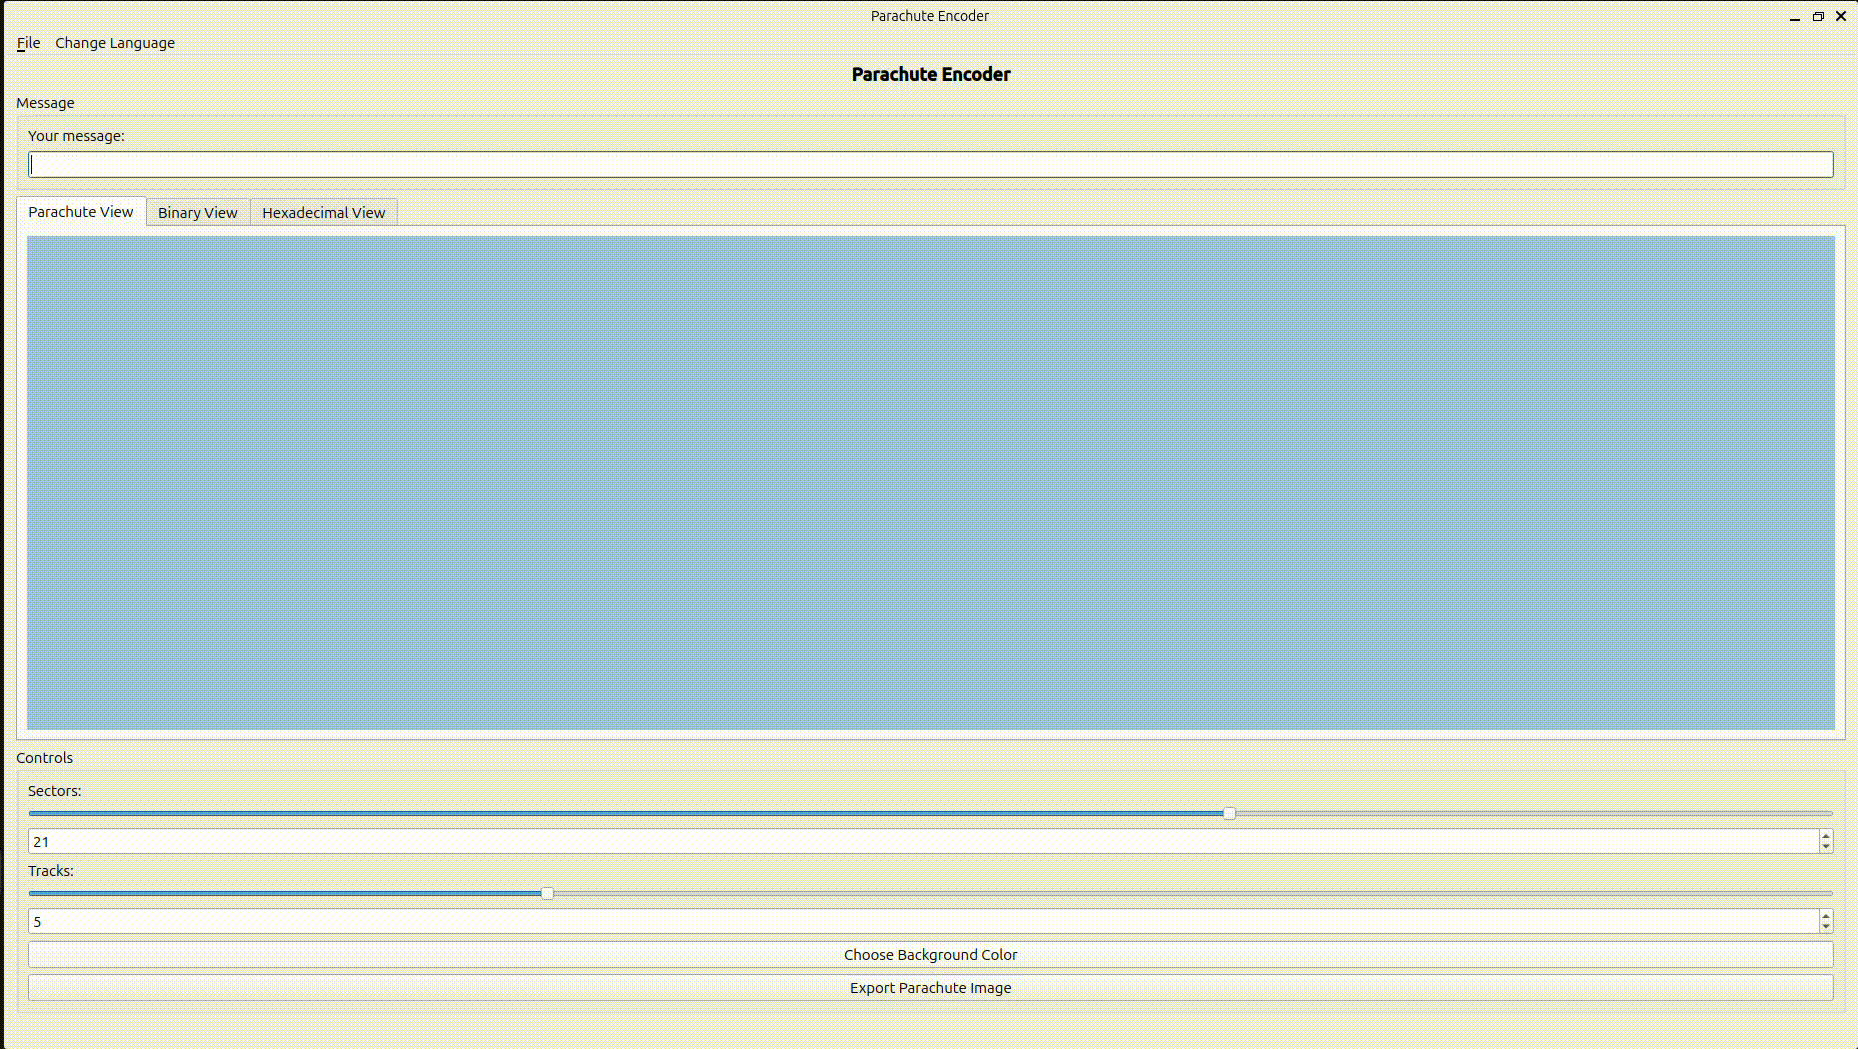 Parachute Encoder
File Change Language
Parachute Encoder
Message
Your message:
Parachute View Binary View Hexadecimal View
Controls
Sectors:
21
Tracks:
5
Choose Background Color
Export Parachute Image